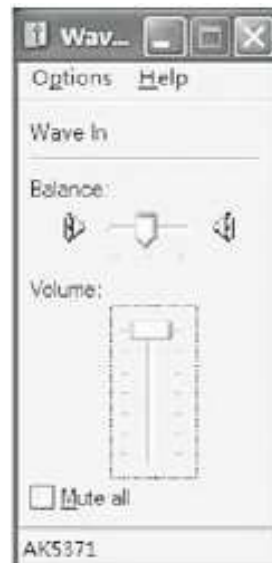 Wav...
Options Help
Wave In
Balance:
Volume:
Mute all
AK5371